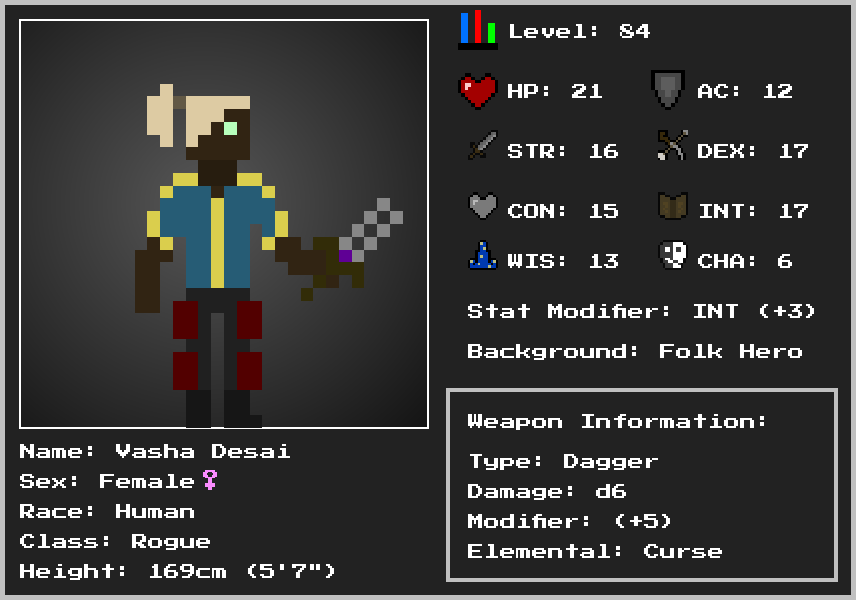 Level: 84
HP: 21 AC: 12
STR: 16 DEX: 17
CON: 15 INT: 17
WIS: 13 CHA: 6
Stat Modifier: INT (+3)
Background: Folk Hero
Weapon Information:
Type: Dagger
Damage: d6
Modifier: (+5)
Elemental: Curse
Name: Vasha Desai
Sex: Female♀
Race: Human
Class: Rogue
Height: 169cm (5'7")